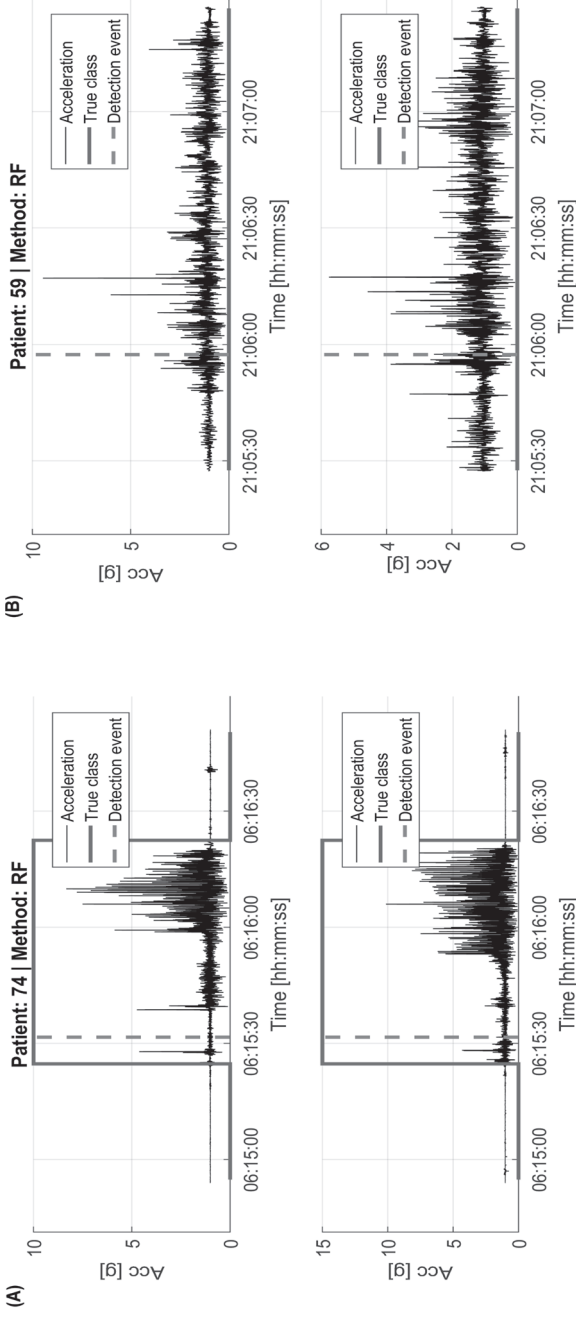 (A)
Patient: 74 | Method: RF
10
5
0
Acc [g]
Acceleration
True class
Detection event
06:15:00
06:15:30
06:16:00
06:16:30
Time [hh:mm:ss]
15
10
5
0
Acc [g]
Acceleration
True class
Detection event
06:15:00
06:15:30
06:16:00
06:16:30
Time [hh:mm:ss]
(B)
Patient: 59 | Method: RF
10
5
0
Acc [g]
Acceleration
True class
Detection event
21:05:30
21:06:00
21:06:30
21:07:00
Time [hh:mm:ss]
6
4
2
0
Acc [g]
Acceleration
True class
Detection event
21:05:30
21:06:00
21:06:30
21:07:00
Time [hh:mm:ss]